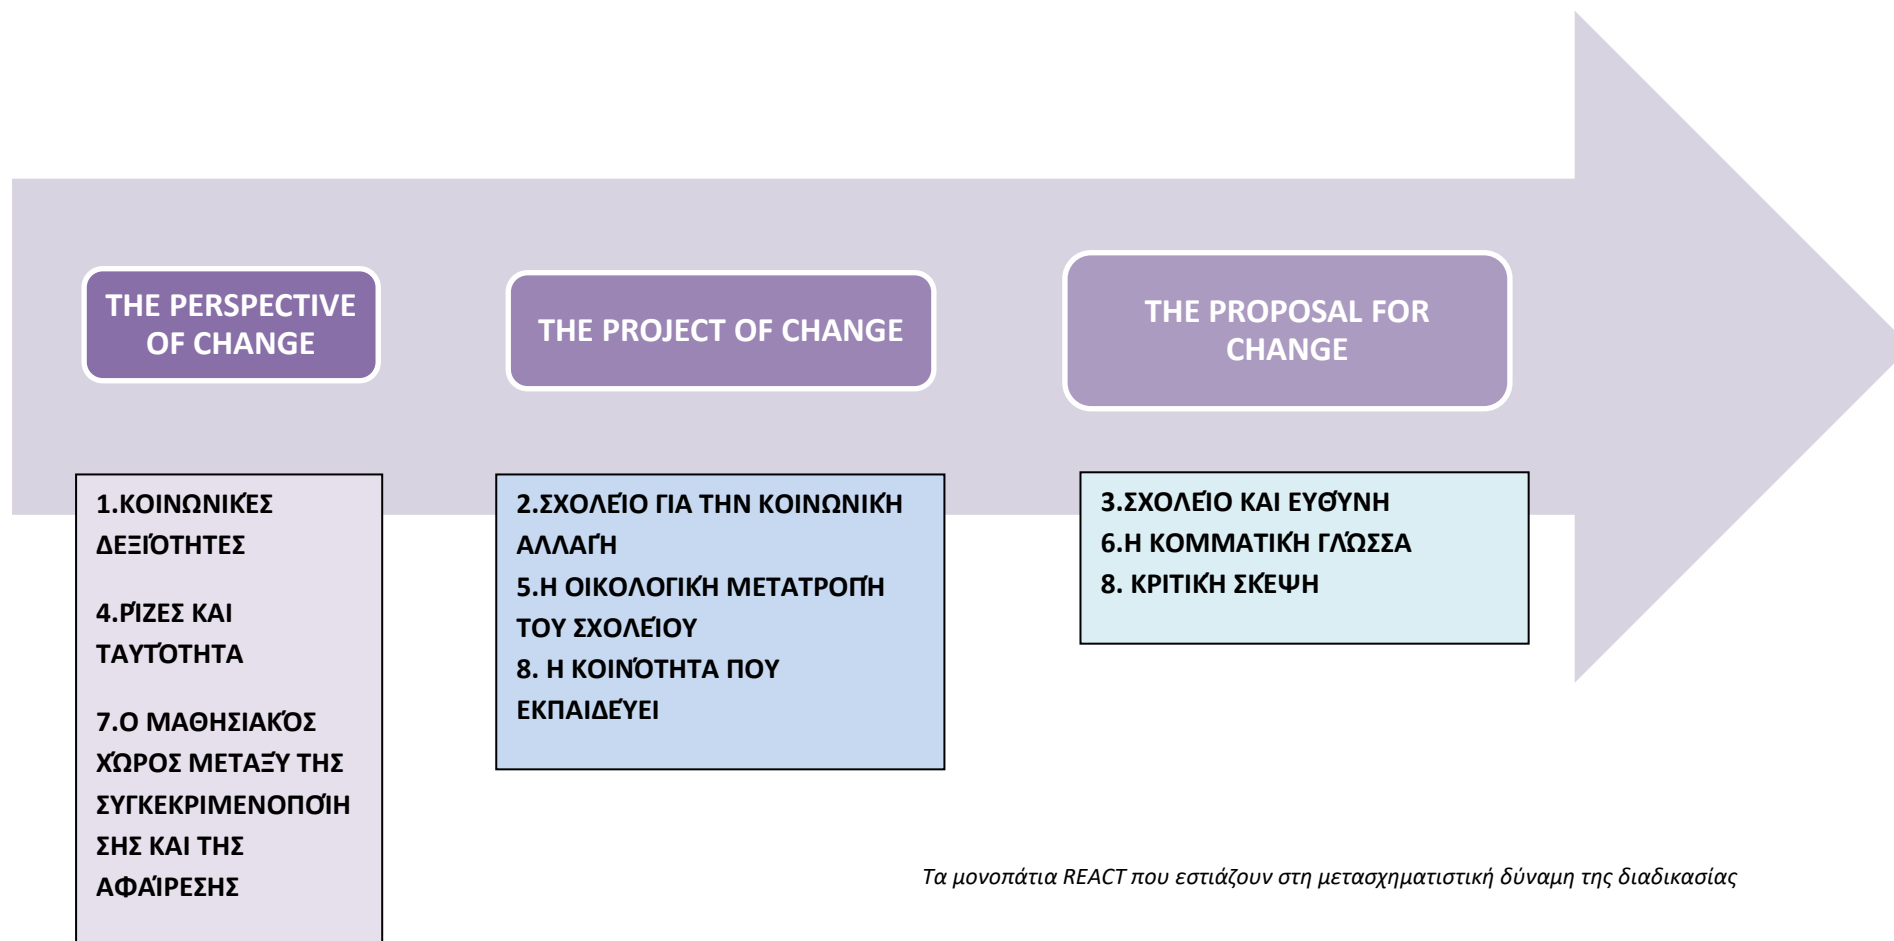 THE PERSPECTIVE
OF CHANGE
THE PROJECT OF CHANGE
THE PROPOSAL FOR
CHANGE
1.ΚΟΙΝΩΝΙΚΈΣ
ΔΕΞΙΌΤΗΤΕΣ
4.ΡΊΖΕΣ ΚΑΙ
ΤΑΥΤΌΤΗΤΑ
7.Ο ΜΑΘΗΣΙΑΚΌΣ
ΧΏΡΟΣ ΜΕΤΑΞΎ ΤΗΣ
ΣΥΓΚΕΚΡΙΜΕΝΟΠΟΊΗ
ΣΗΣ ΚΑΙ ΤΗΣ
ΑΦΑΊΡΕΣΗΣ
2.ΣΧΟΛΕΊΟ ΓΙΑ ΤΗΝ ΚΟΙΝΩΝΙΚΉ
ΑΛΛΑΓΉ
5.Η ΟΙΚΟΛΟΓΙΚΉ ΜΕΤΑΤΡΟΠΉ
ΤΟΥ ΣΧΟΛΕΊΟΥ
8. Η ΚΟΙΝΌΤΗΤΑ ΠΟΥ
ΕΚΠΑΙΔΕΎΕΙ
3.ΣΧΟΛΕΊΟ ΚΑΙ ΕΥΘΎΝΗ
6.Η ΚΟΜΜΑΤΙΚΉ ΓΛΏΣΣΑ
8. ΚΡΙΤΙΚΉ ΣΚΈΨΗ
Τα μονοπάτια REACT που εστιάζουν στη μετασχηματιστική δύναμη της διαδικασίας